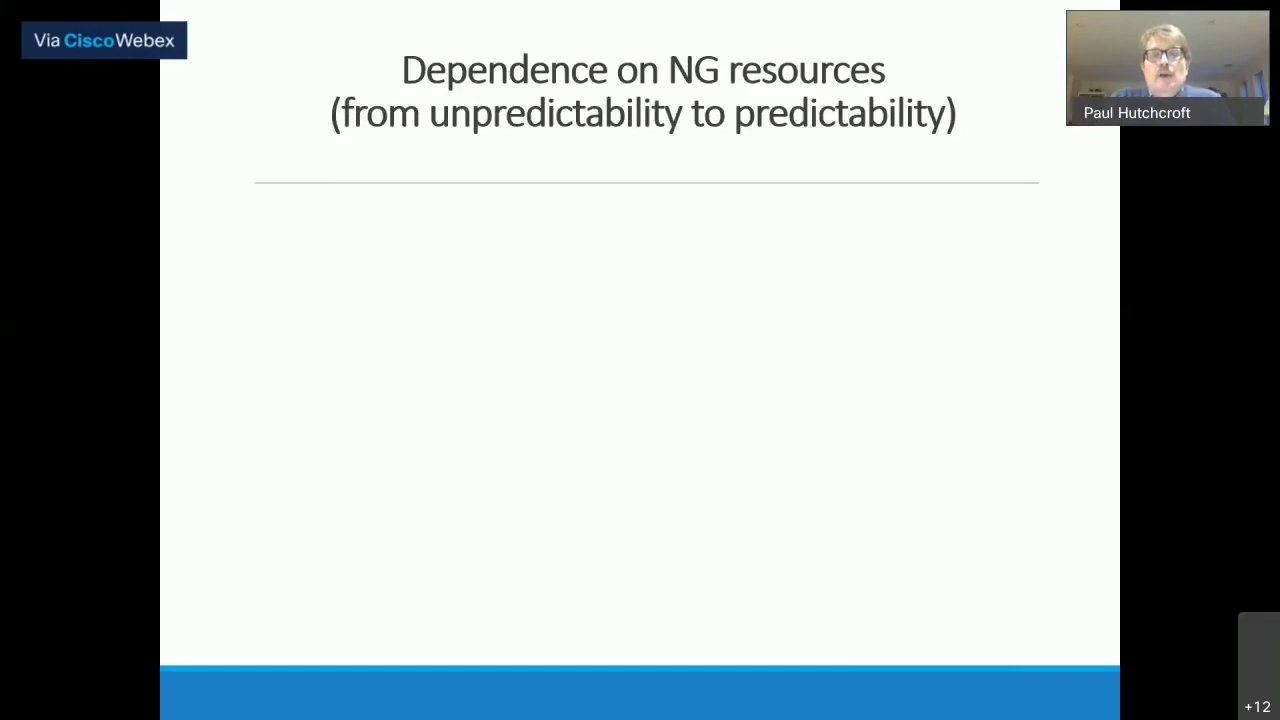 Via CiscoWebex
Dependence on NG resources
(from unpredictability to predictability)
Paul Hutchcroft
+12